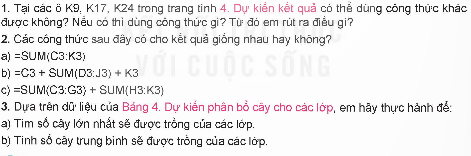 1. Tại các ô K9, K17, K24 trong trang tính 4. Dự kiến kết quả có thể dùng công thức khác
được không? Nếu có thì dùng công thức gì? Từ đó em rút ra điều gì?
2. Các công thức sau đây có cho kết quả giống nhau hay không?
a) =SUM(C3:K3)
b) =C3 + SUM(D3:J3) + K3
VỚI CUỘC SỐNG
c) =SUM(C3:G3) + SUM(H3:K3)
3. Dựa trên dữ liệu của Bảng 4. Dự kiến phân bổ cây cho các lớp, em hãy thực hành để:
a) Tìm số cây lớn nhất sẽ được trồng của các lớp.
b) Tính số cây trung bình sẽ được trồng của các lớp.